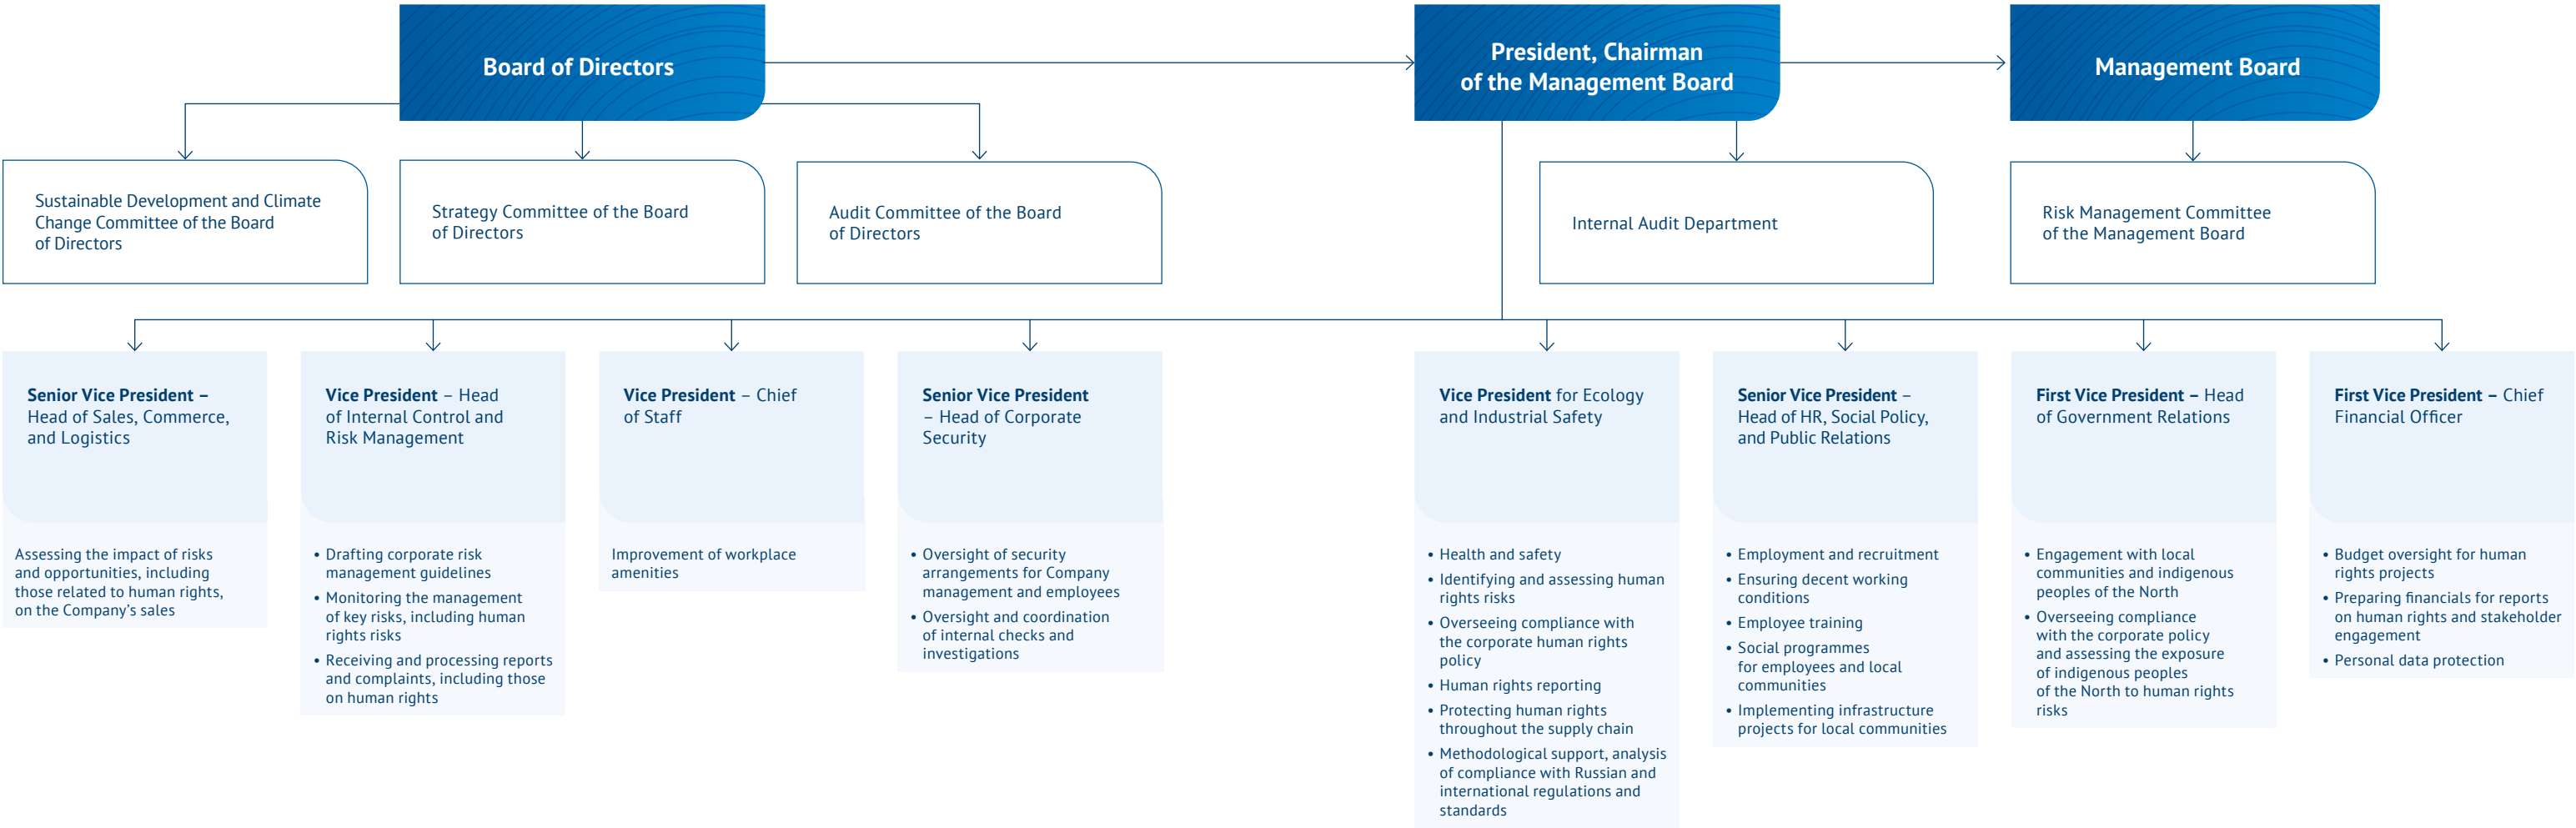 Board of Directors
President, Chairman
of the Management Board
Management Board
Sustainable Development and Climate
Change Committee of the Board
of Directors
Strategy Committee of the Board
of Directors
Audit Committee of the Board
of Directors
Internal Audit Department
Risk Management Committee
of the Management Board
Senior Vice President –
Head of Sales, Commerce,
and Logistics
Assessing the impact of risks
and opportunities, including
those related to human rights,
on the Company’s sales
Vice President – Head
of Internal Control and
Risk Management
• Drafting corporate risk
management guidelines
• Monitoring the management
of key risks, including human
rights risks
• Receiving and processing reports
and complaints, including those
on human rights
Vice President – Chief
of Staff
Improvement of workplace
amenities
Senior Vice President
– Head of Corporate
Security
• Oversight of security
arrangements for Company
management and employees
• Oversight and coordination
of internal checks and
investigations
Vice President for Ecology
and Industrial Safety
• Health and safety
• Identifying and assessing human
rights risks
• Overseeing compliance with
the corporate human rights
policy
• Human rights reporting
• Protecting human rights
throughout the supply chain
• Methodological support, analysis
of compliance with Russian and
international regulations and
standards
Senior Vice President –
Head of HR, Social Policy,
and Public Relations
• Employment and recruitment
• Ensuring decent working
conditions
• Employee training
• Social programmes
for employees and local
communities
• Implementing infrastructure
projects for local communities
First Vice President – Head
of Government Relations
• Engagement with local
communities and indigenous
peoples of the North
• Overseeing compliance
with the corporate policy
and assessing the exposure
of indigenous peoples
of the North to human rights
risks
First Vice President – Chief
Financial Officer
• Budget oversight for human
rights projects
• Preparing financials for reports
on human rights and stakeholder
engagement
• Personal data protection